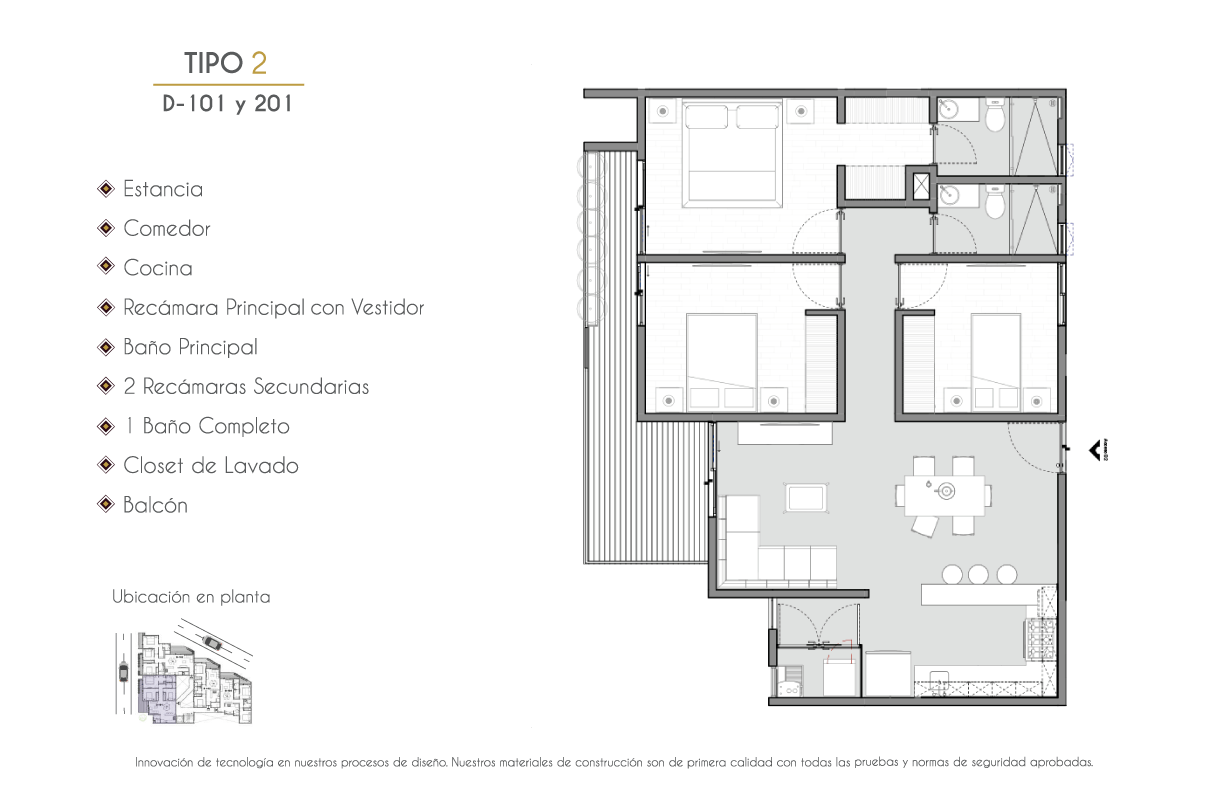 TIPO 2
D-101 y 201
Estancia
Comedor
Cocina
Recámara Principal con Vestidor
Baño Principal
2 Recámaras Secundarias
1 Baño Completo
Closet de Lavado
Balcón
Ubicación en planta
Innovación de tecnología en nuestros procesos de diseño. Nuestros materiales de construcción son de primera calidad con todas las pruebas y normas de seguridad aprobadas.